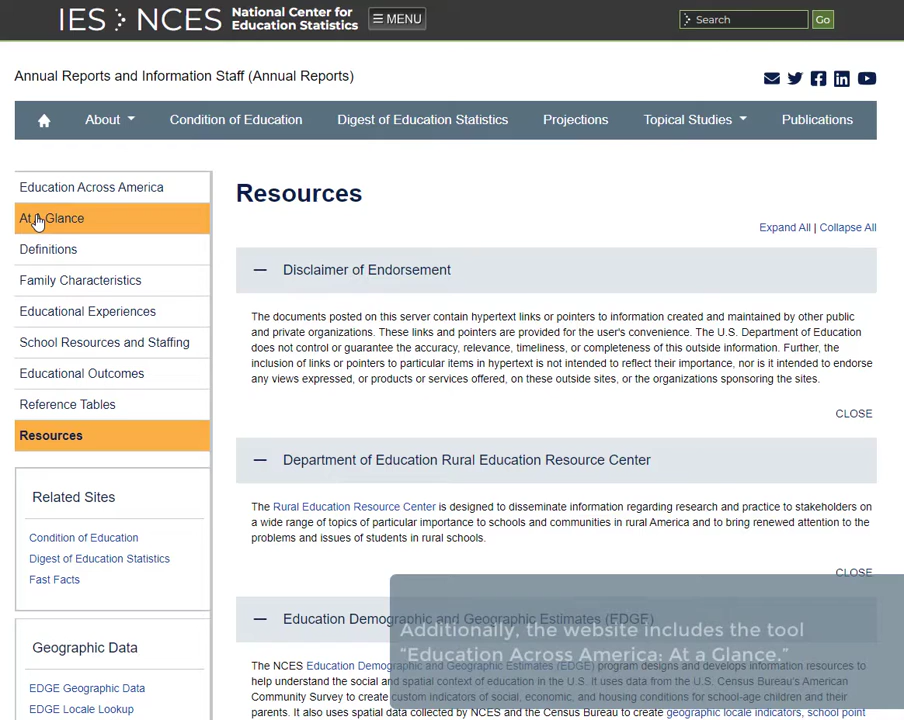 IES NCES National Center for
Education Statistics
MENU
Search
Go
Annual Reports and Information Staff (Annual Reports)
About
Condition of Education
Digest of Education Statistics
Projections
Topical Studies
Publications
Education Across America
At a Glance
Definitions
Family Characteristics
Educational Experiences
School Resources and Staffing
Educational Outcomes
Reference Tables
Resources
Related Sites
Condition of Education
Digest of Education Statistics
Fast Facts
Geographic Data
EDGE Geographic Data
EDGE Locale Lookup
Resources
Expand All | Collapse All
Disclaimer of Endorsement
The documents posted on this server contain hypertext links or pointers to information created and maintained by other public
and private organizations. These links and pointers are provided for the user's convenience. The U.S. Department of Education
does not control or guarantee the accuracy, relevance, timeliness, or completeness of this outside information. Further, the
inclusion of links or pointers to particular items in hypertext is not intended to reflect their importance, nor is it intended to endorse
any views expressed, or products or services offered, on these outside sites, or the organizations sponsoring the sites.
CLOSE
Department of Education Rural Education Resource Center
The Rural Education Resource Center is designed to disseminate information regarding research and practice to stakeholders on
a wide range of topics of particular importance to schools and communities in rural America and to bring renewed attention to the
problems and issues of students in rural schools.
CLOSE
Education Demographic and Geographic Estimates (EDGE)
Additionally, the website includes the tool
"Education Across America: At a Glance."
The NCES Education Demographic and Geographic Estimates (EDGE) program designs and develops information resources to
help understand the social and spatial context of education in the U.S. It uses data from the U.S. Census Bureau's American
Community Survey to create custom indicators of social, economic, and housing conditions for school-age children and their
parents. It also uses spatial data collected by NCES and the Census Bureau to create geographic locale indicators, school point